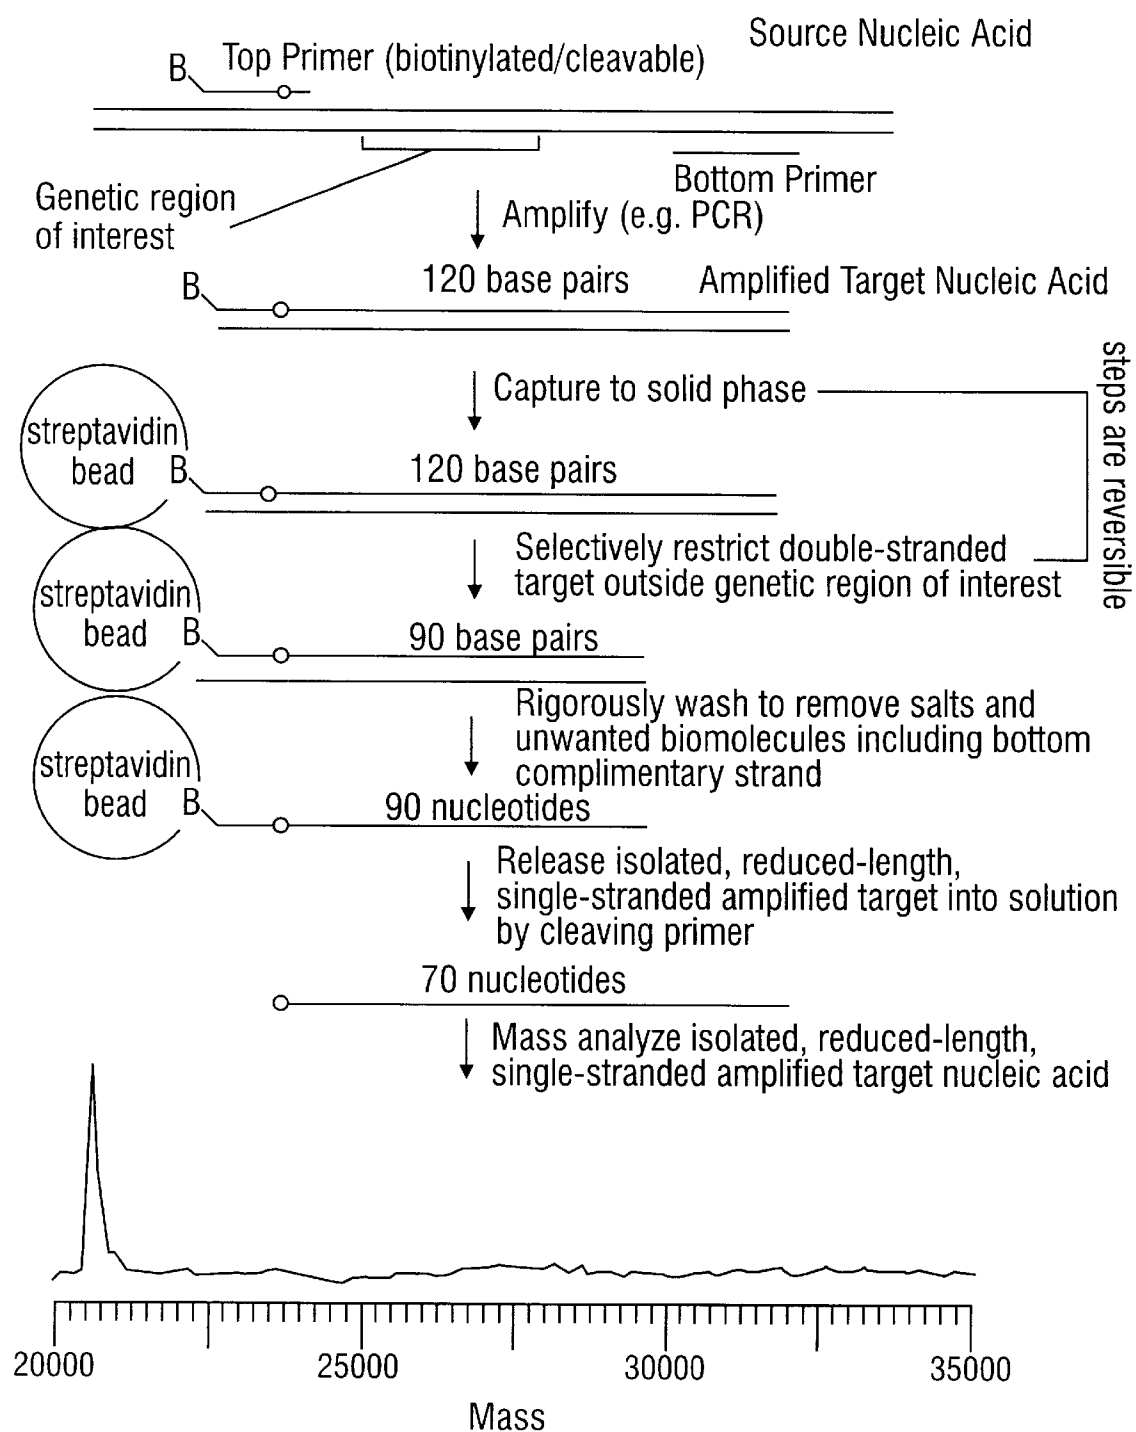 Source Nucleic Acid
B
Top Primer (biotinylated/cleavable)
Bottom Primer
Genetic region
of interest
Amplify (e.g. PCR)
B
120 base pairs
Amplified Target Nucleic Acid
steps are reversible
Capture to solid phase
streptavidin
bead
B
120 base pairs
Selectively restrict double-stranded
target outside genetic region of interest
streptavidin
bead
B
90 base pairs
Rigorously wash to remove salts and
unwanted biomolecules including bottom
complimentary strand
streptavidin
bead
B
90 nucleotides
Release isolated, reduced-length,
single-stranded amplified target into solution
by cleaving primer
70 nucleotides
Mass analyze isolated, reduced-length,
single-stranded amplified target nucleic acid
20000
25000
30000
35000
Mass